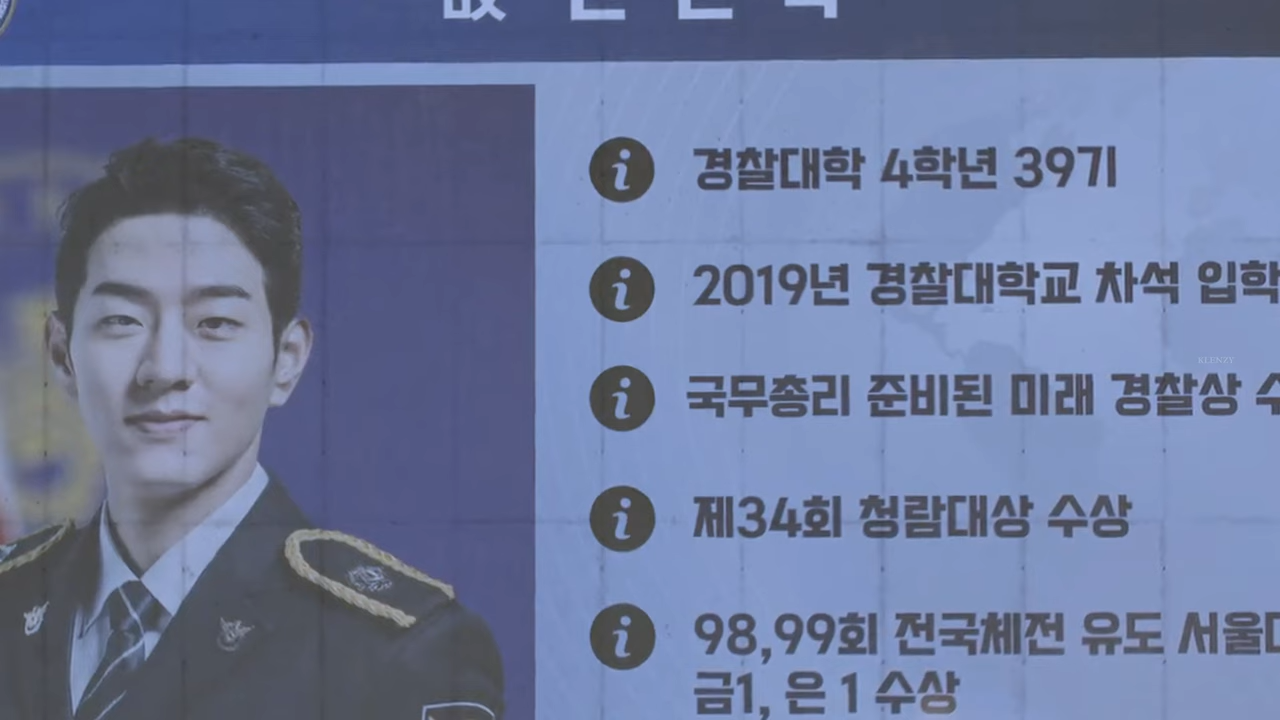 경찰대학 4학년 39기
2019년 경찰대학교 차석 입학
국무총리 준비된 미래 경찰상
제34회 청람대상 수상
98,99회 전국체전 유도
금1, 은 1 수상
KLENZY